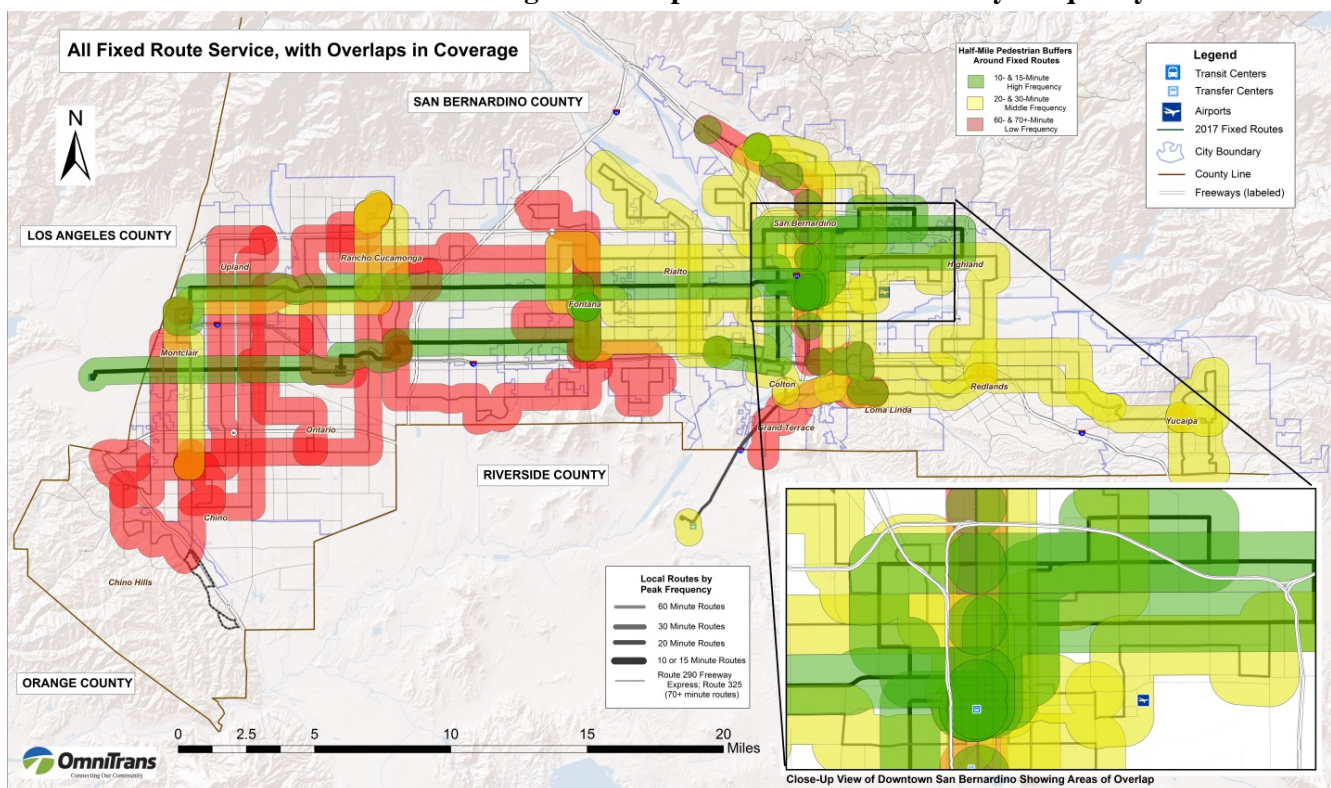 All Fixed Route Service, with Overlaps in Coverage
N
SAN BERNARDINO COUNTY
LOS ANGELES COUNTY
RIVERSIDE COUNTY
ORANGE COUNTY
Half-Mile Pedestrian Buffers
Around Fixed Routes
10- & 15-Minute
High Frequency
20- & 30-Minute
Middle Frequency
60- & 70+-Minute
Low Frequency
Legend
Transit Centers
Transfer Centers
Airports
2017 Fixed Routes
City Boundary
County Line
Freeways (labeled)
San Bernardino
Highland
Rialto
Rancho Cucamonga
Upland
Fontana
Montclair
Colton
Redlands
Loma Linda
Yucaipa
Grand Terrace
Ontario
Chino
Chino Hills
Local Routes by
Peak Frequency
60 Minute Routes
30 Minute Routes
20 Minute Routes
10 or 15 Minute Routes
Route 290 Freeway
Express; Route 325
(70+ minute routes)
0 2.5 5 10 15 20
Miles
OmniTrans
Connecting Our Community
Close-Up View of Downtown San Bernardino Showing Areas of Overlap